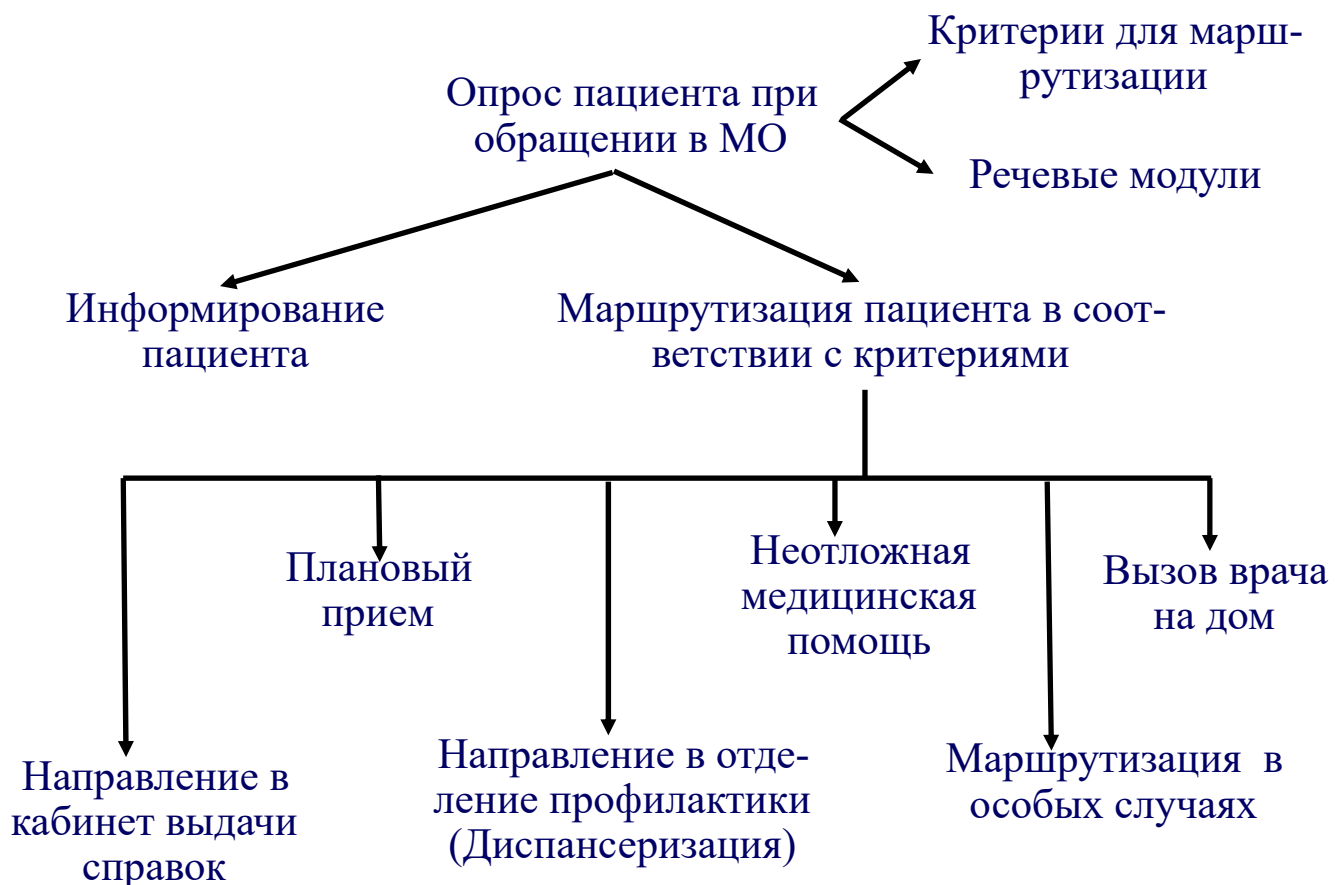 Критерии для марш-
рутизации
Опрос пациента при
обращении в МО
Речевые модули
Информирование
пациента
Маршрутизация пациента в соот-
ветствии с критериями
Плановый
прием
Неотложная
медицинская
помощь
Вызов врача
на дом
Направление в
кабинет выдачи
справок
Направление в отде-
ление профилактики
(Диспансеризация)
Маршрутизация в
особых случаях